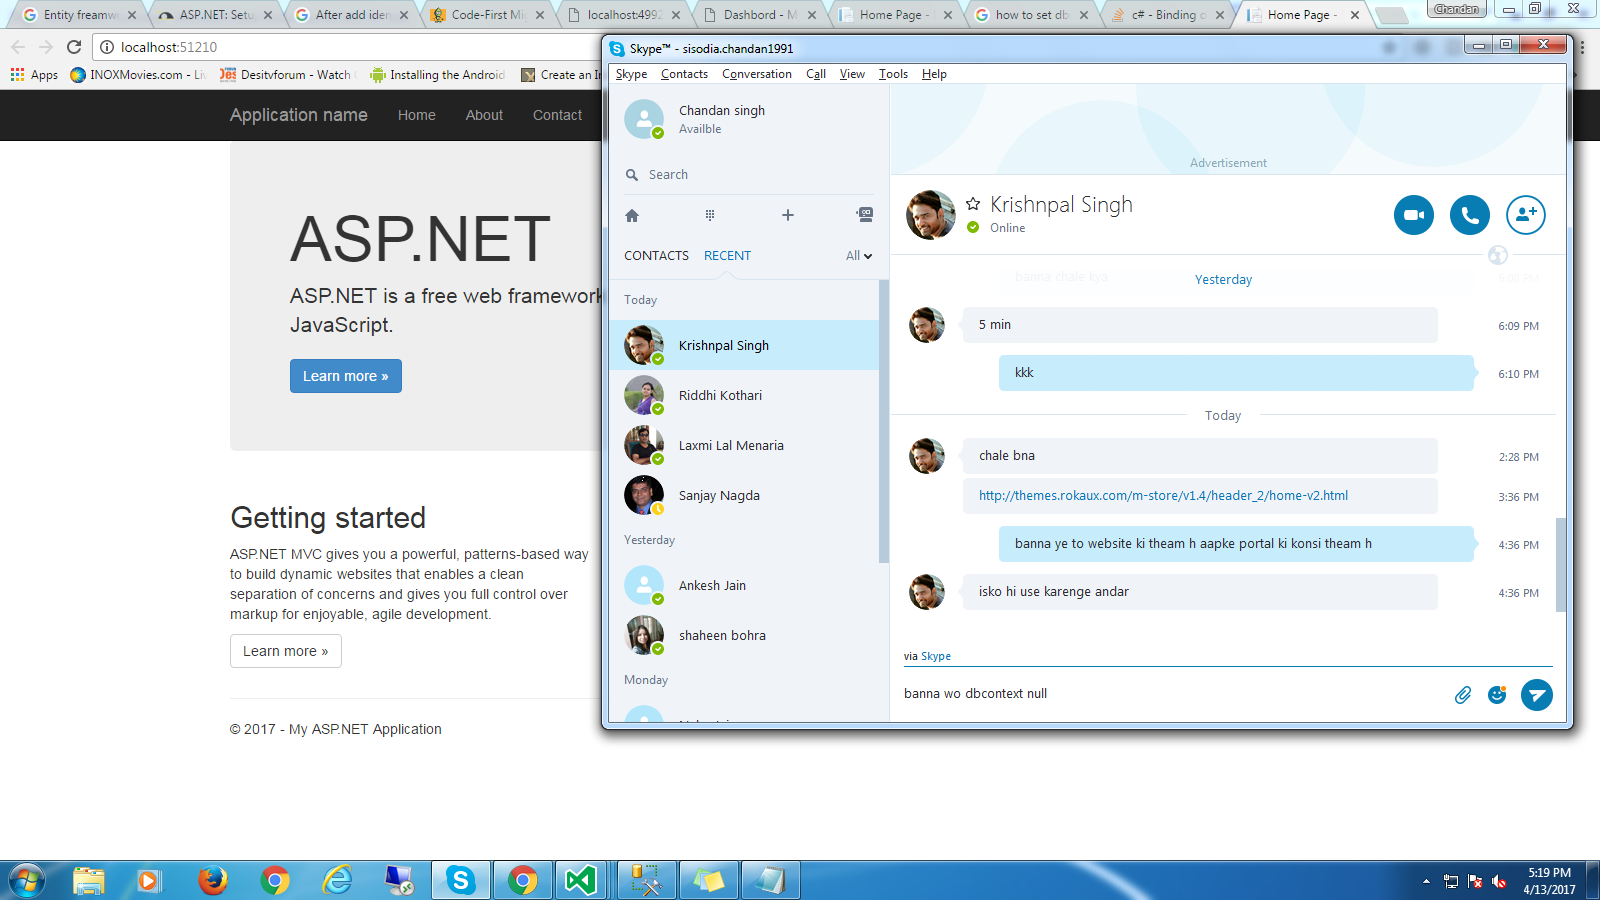 Entity freamw
ASP.NET: Setu
After add iden
Code-First Mi
localhost:4992
Dashbord - M
Home Page -
how to set db
c# - Binding
Home Page -
Chandan
localhost:51210
Apps
INOXMovies.com - Li
Desitvforum - Watch
Installing the Android
Create an In
Application name
Home
About
Contact
ASP.NET
ASP.NET is a free web framework
JavaScript.
Learn more »
Getting started
ASP.NET MVC gives you a powerful, patterns-based way
to build dynamic websites that enables a clean
separation of concerns and gives you full control over
markup for enjoyable, agile development.
Learn more »
© 2017 - My ASP.NET Application
Skype™ - sisodia.chandan1991
Skype Contacts Conversation Call View Tools Help
Chandan singh
Availble
Search
CONTACTS RECENT All
Today
Krishnpal Singh
Riddhi Kothari
Laxmi Lal Menaria
Sanjay Nagda
Yesterday
Ankesh Jain
shaheen bohra
Monday
Advertisement
Krishnpal Singh
Online
banna chale kya
Yesterday
5 min 6:09 PM
kkk 6:10 PM
Today
chale bna 2:28 PM
http://themes.rokaux.com/m-store/v1.4/header_2/home-v2.html 3:36 PM
banna ye to website ki theam h aapke portal ki konsi theam h 4:36 PM
isko hi use karenge andar 4:36 PM
via Skype
banna wo dbcontext null
5:19 PM
4/13/2017